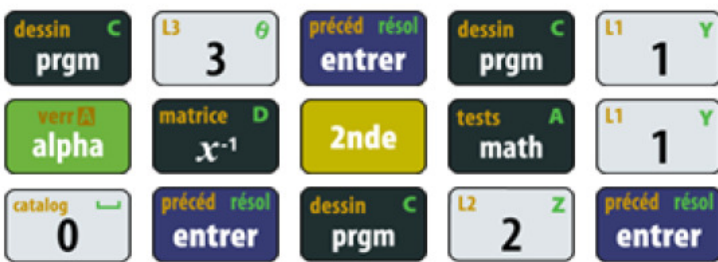 dessin C L3 θ précéd résol dessin C L1 Y
prgm 3 entrer prgm 1
verr A matrice D tests A L1 Y
alpha x⁻¹ 2nde math 1
catalog ⎵ précéd résol dessin C L2 Z précéd résol
0 entrer prgm 2 entrer